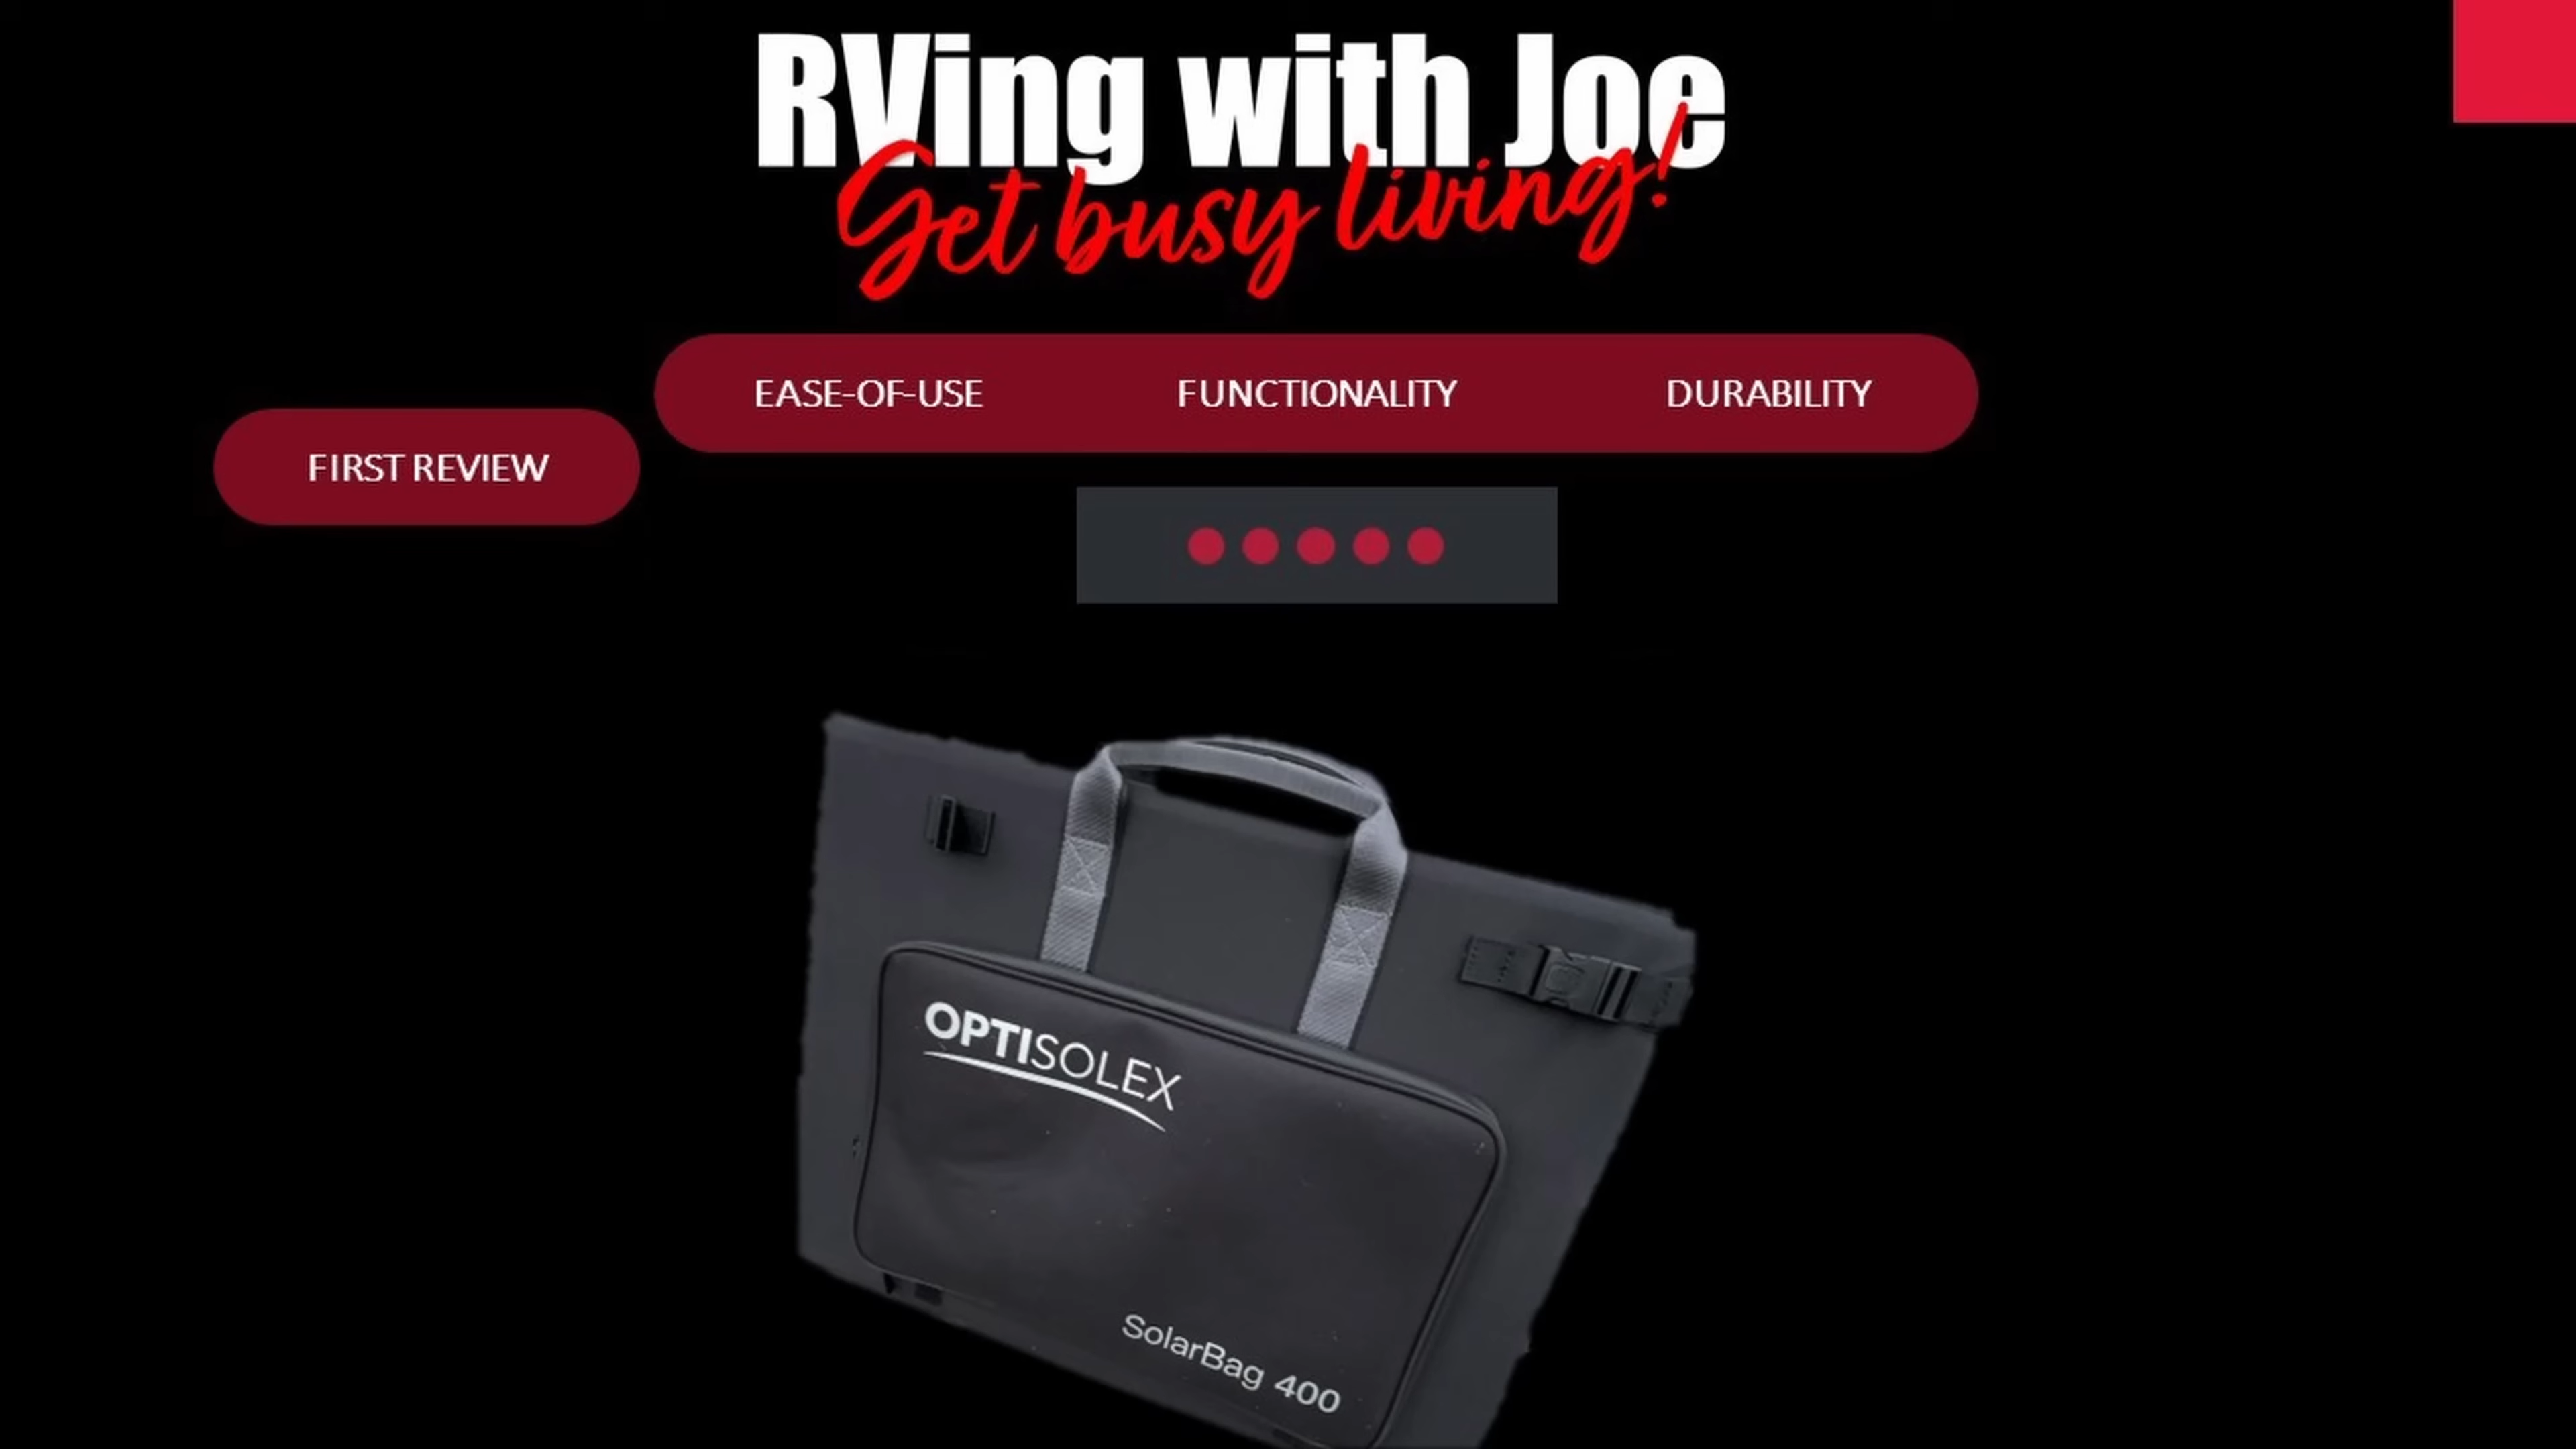 RVing with Joe
Get busy living!
EASE-OF-USE FUNCTIONALITY DURABILITY
FIRST REVIEW
OPTISOLEX
SolarBag 400